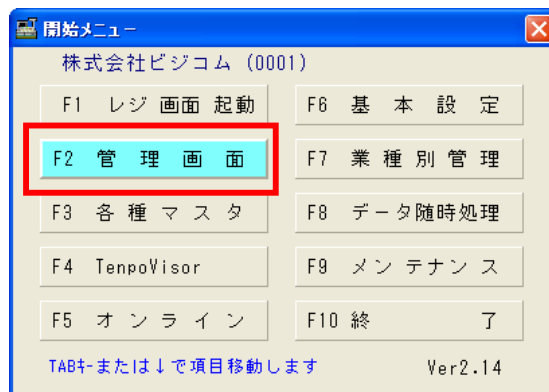 開始メニュー
株式会社ビジコム (0001)
F1 レジ 画面 起動
F6 基 本 設 定
F2 管 理 画 面
F7 業 種 別 管 理
F3 各 種 マ ス タ
F8 データ随時処理
F4 TenpoVisor
F9 メ ン テ ナ ン ス
F5 オ ン ラ イ ン
F10 終 了
TABｷｰまたは↓で項目移動します
Ver2.14